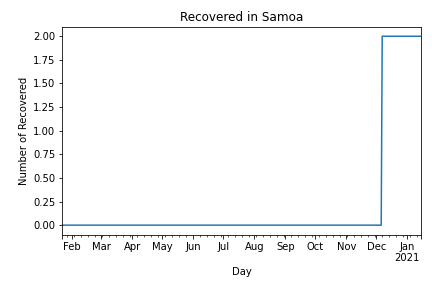 Recovered in Samoa
2.00
1.75
1.50
1.25
1.00
0.75
0.50
0.25
0.00
Number of Recovered
Feb Mar Apr May Jun Jul Aug Sep Oct Nov Dec Jan
2021
Day